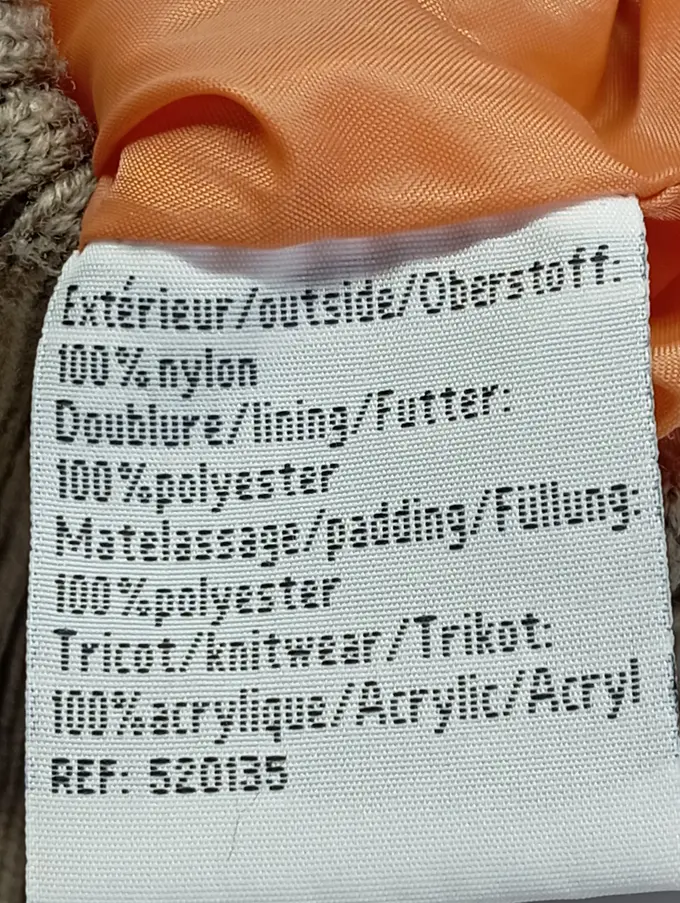 Extérieur/outside/Oberstoff:
100% nylon
Doublure/lining/Futter:
100%polyester
Matelassage/padding/Füllung:
100%polyester
Tricot/knitwear/Trikot:
100%acrylique/Acrylic/Acryl
REF: 520135